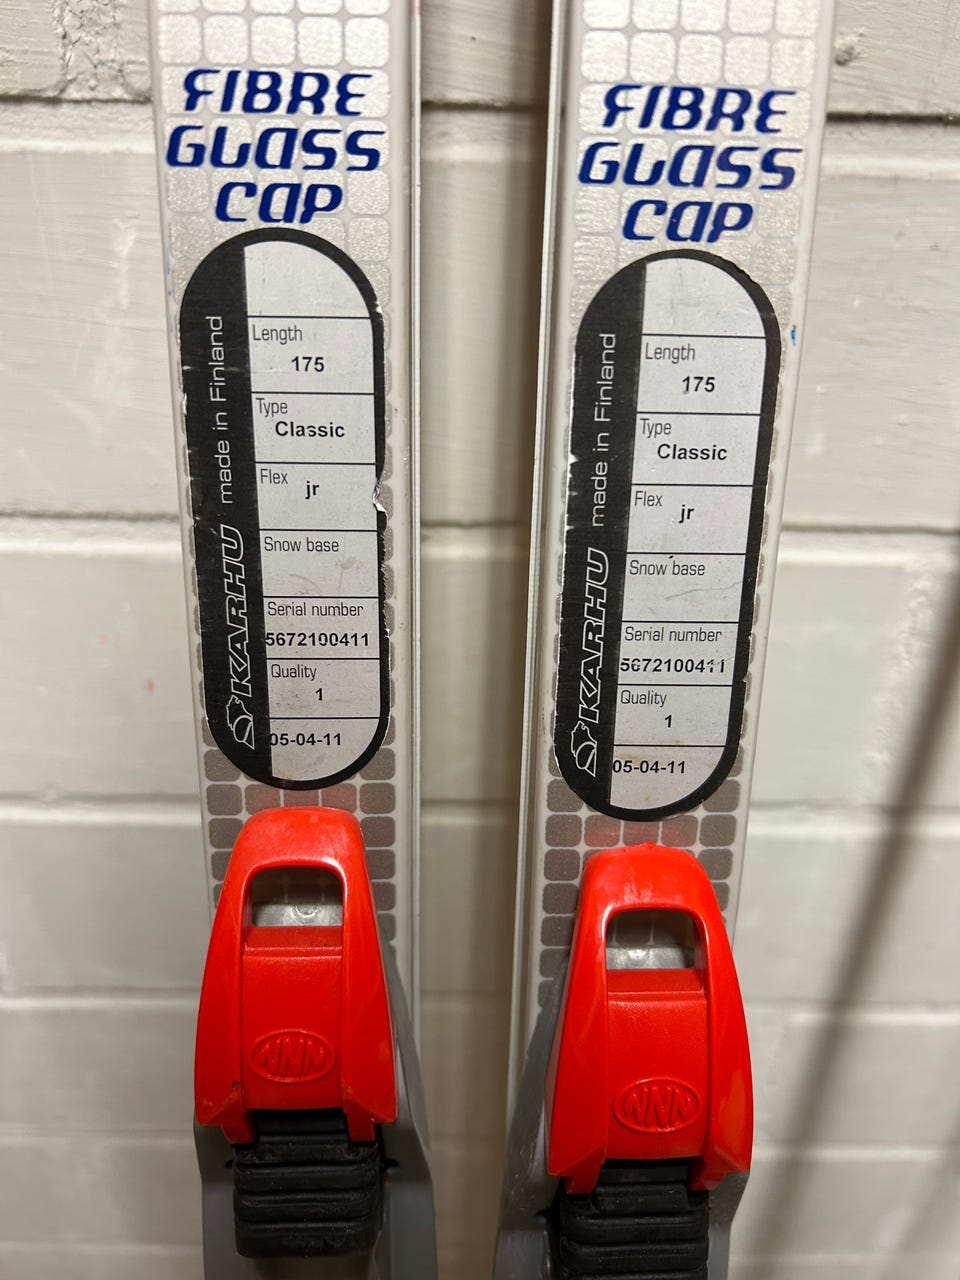 FIBRE
GLASS
CAP
made in Finland
KARHU
Length
175
Type
Classic
Flex
jr
Snow base
Serial number
5672100411
Quality
1
05-04-11
NNN
FIBRE
GLASS
CAP
made in Finland
KARHU
Length
175
Type
Classic
Flex
jr
Snow base
Serial number
5672100411
Quality
1
05-04-11
NNN